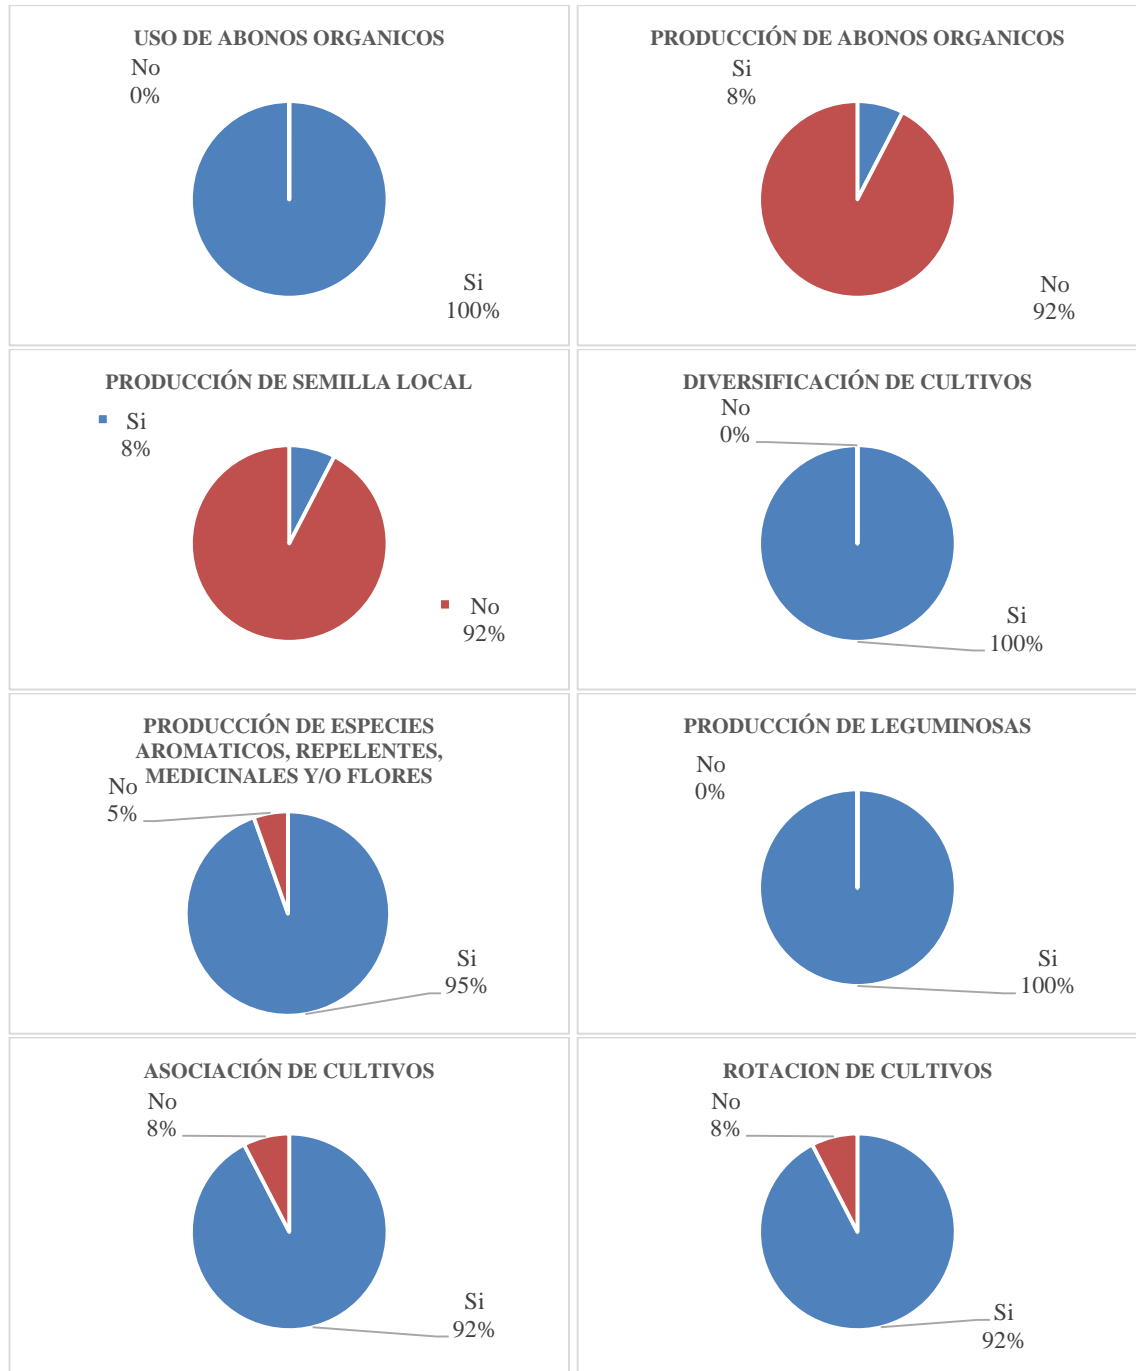 USO DE ABONOS ORGANICOS
No
0%
Si
100%
PRODUCCIÓN DE ABONOS ORGANICOS
Si
8%
No
92%
PRODUCCIÓN DE SEMILLA LOCAL
Si
8%
No
92%
DIVERSIFICACIÓN DE CULTIVOS
No
0%
Si
100%
PRODUCCIÓN DE ESPECIES
AROMATICOS, REPELENTES,
MEDICINALES Y/O FLORES
No
5%
Si
95%
PRODUCCIÓN DE LEGUMINOSAS
No
0%
Si
100%
ASOCIACIÓN DE CULTIVOS
No
8%
Si
92%
ROTACION DE CULTIVOS
No
8%
Si
92%